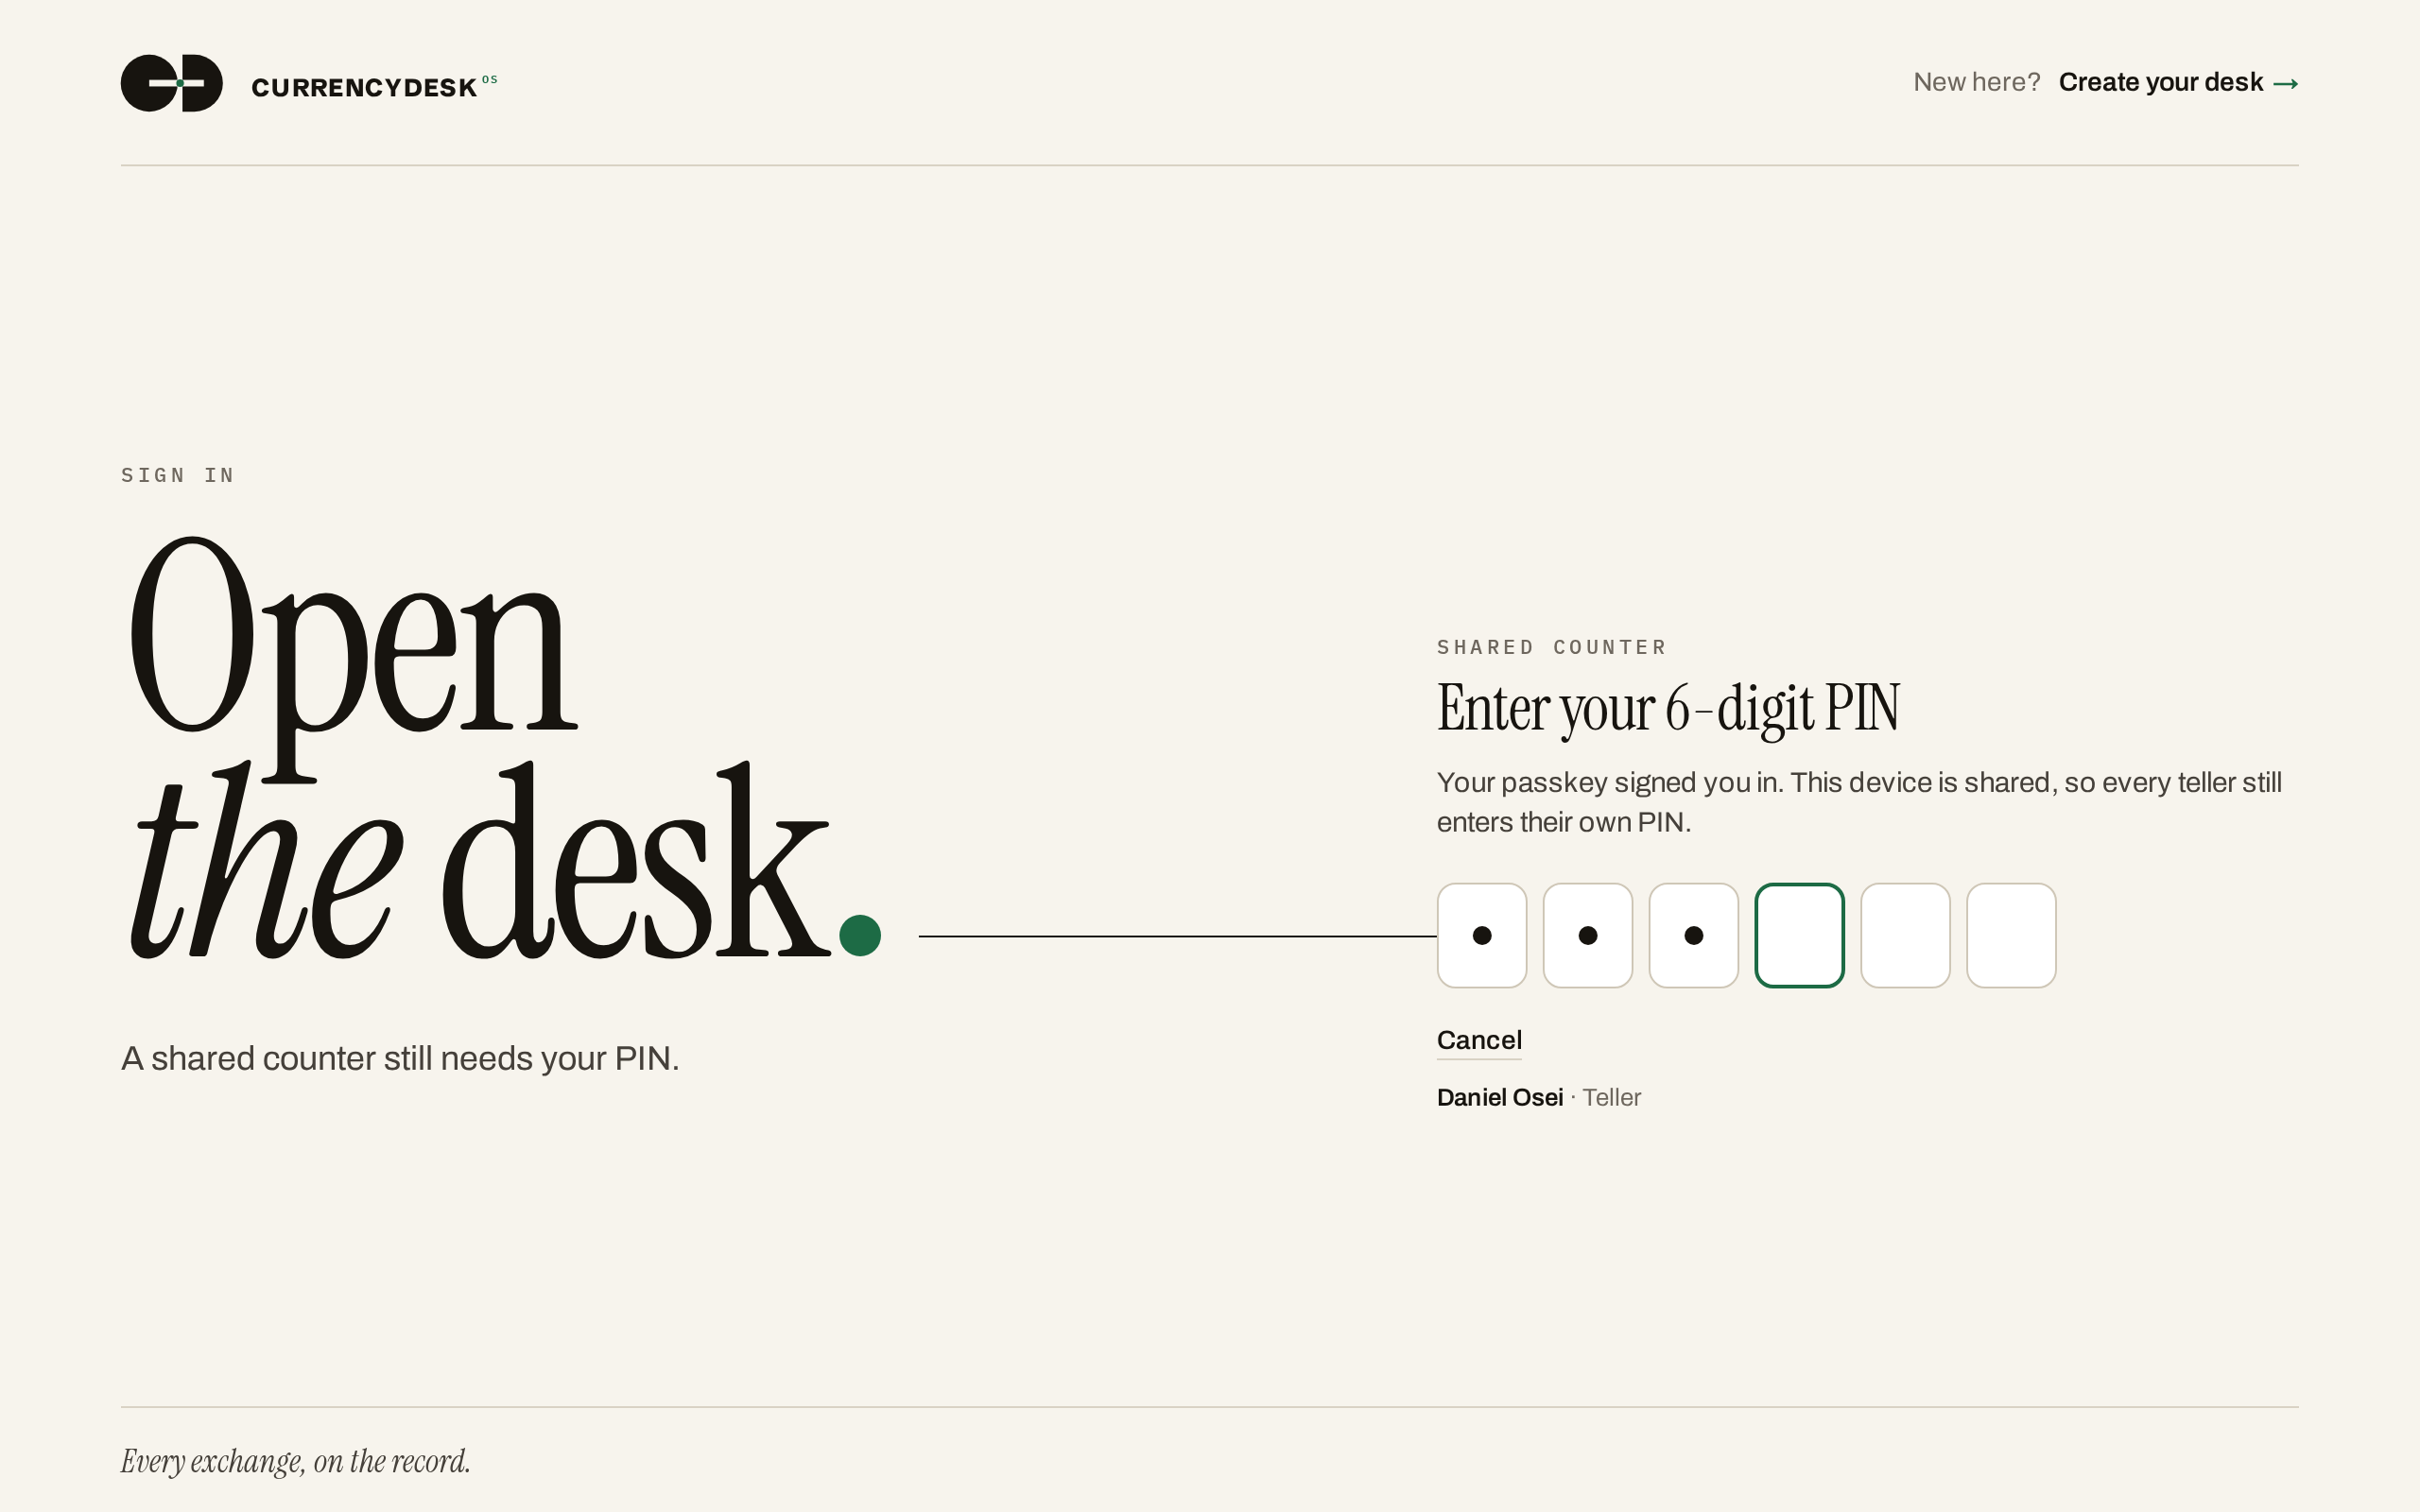 CURRENCYDESK OS
New here? Create your desk →
SIGN IN
Open
the desk.
A shared counter still needs your PIN.
SHARED COUNTER
Enter your 6-digit PIN
Your passkey signed you in. This device is shared, so every teller still
enters their own PIN.
Cancel
Daniel Osei · Teller
Every exchange, on the record.